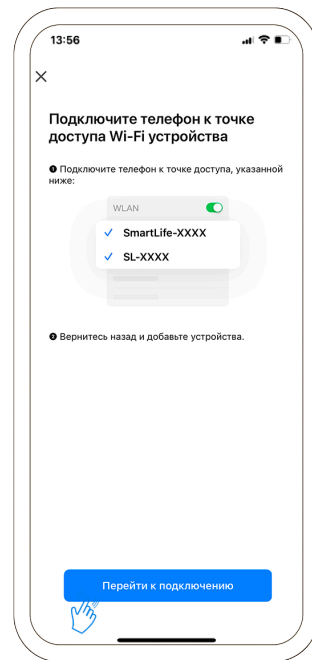 13:56
Подключите телефон к точке
доступа Wi-Fi устройства
❶ Подключите телефон к точке доступа, указанной
ниже:
WLAN
SmartLife-XXXX
SL-XXXX
❷ Вернитесь назад и добавьте устройства.
Перейти к подключению